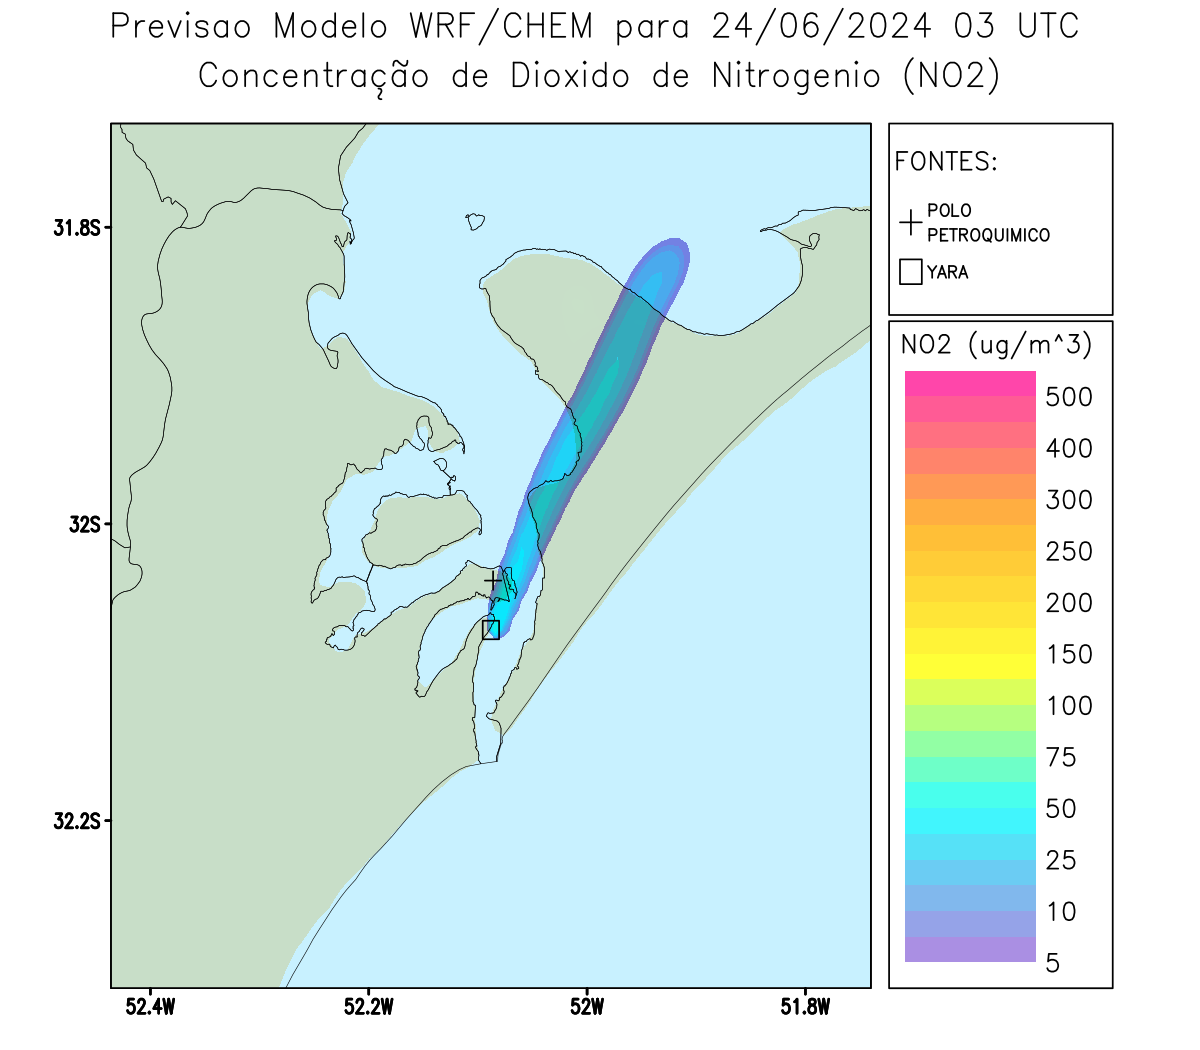 Previsao Modelo WRF/CHEM para 24/06/2024 03 UTC
Concentração de Dioxido de Nitrogenio (NO2)
FONTES:
POLO
PETROQUIMICO
YARA
NO2 (ug/m^3)
500
400
300
250
200
150
100
75
50
25
10
5
31.8S
32S
32.2S
52.4W
52.2W
52W
51.8W